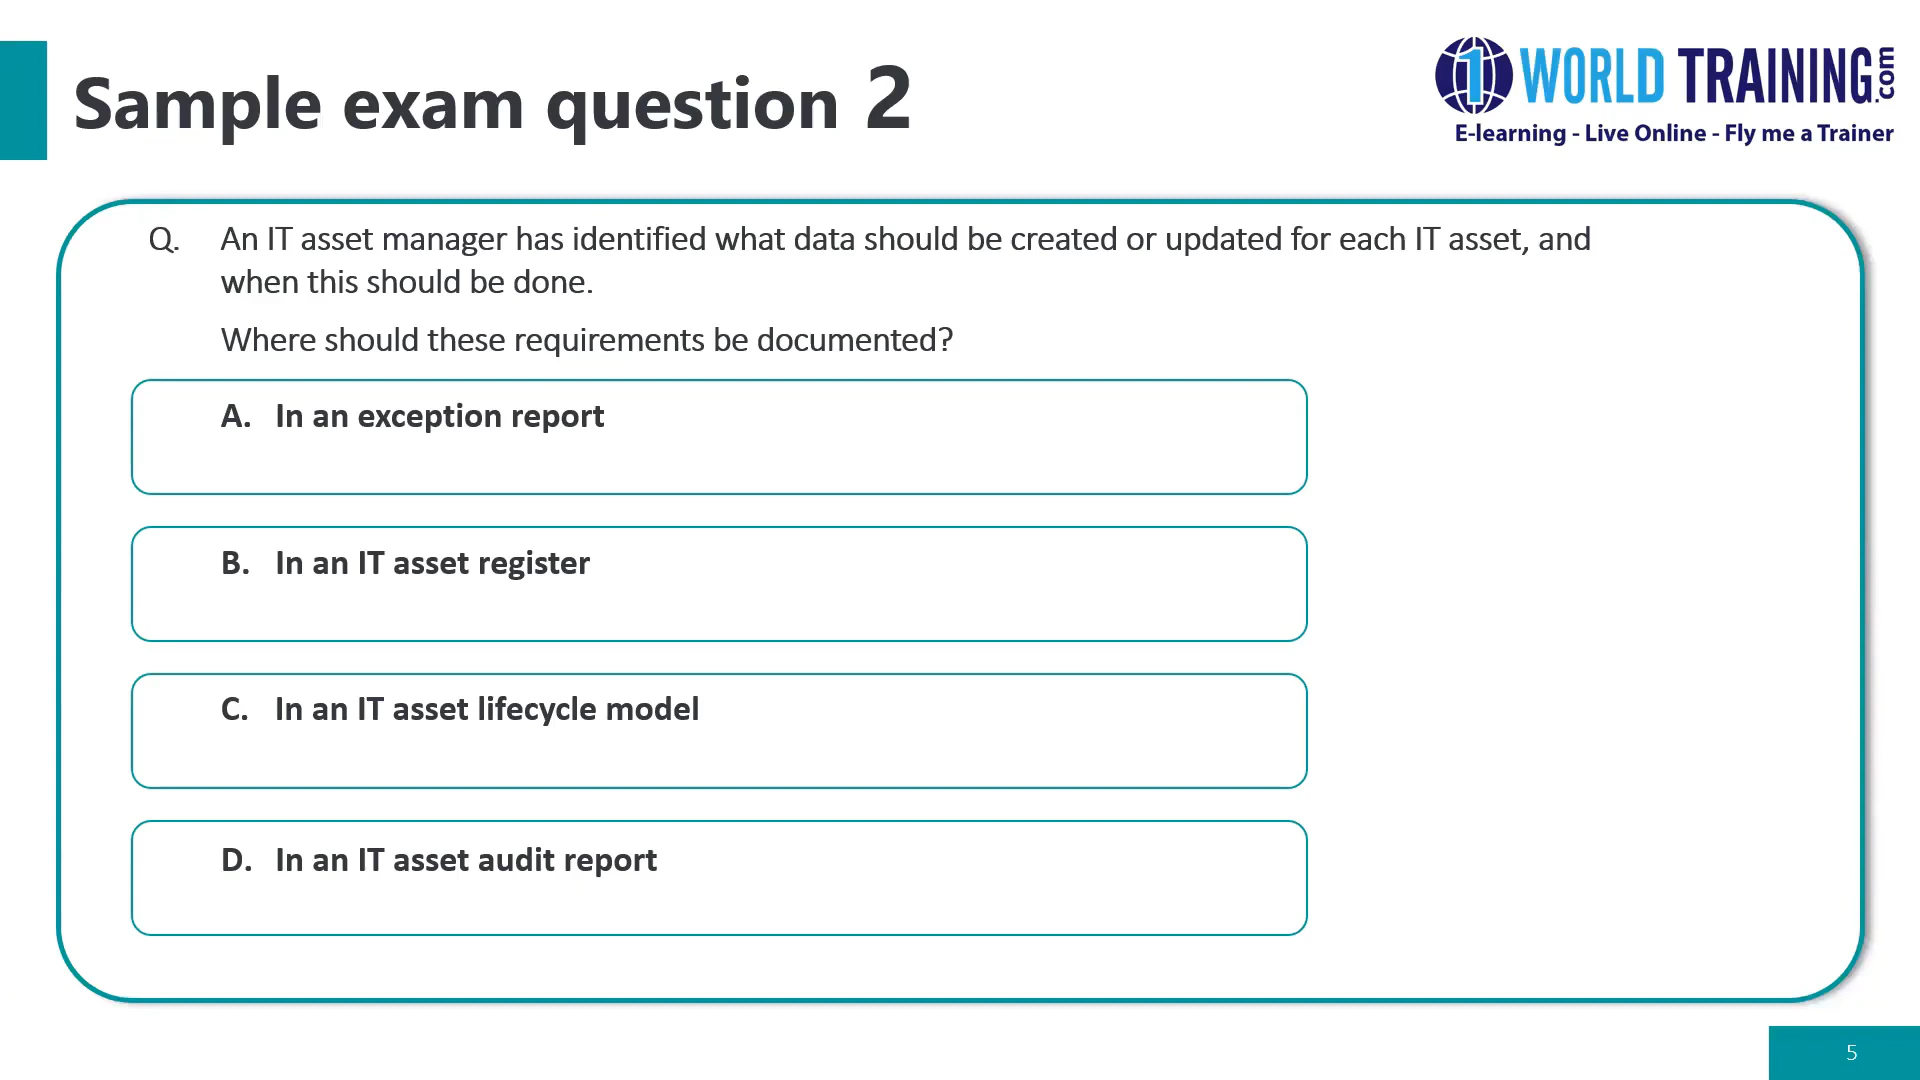 Sample exam question 2
1 WORLD TRAINING.com
E-learning - Live Online - Fly me a Trainer
Q. An IT asset manager has identified what data should be created or updated for each IT asset, and
when this should be done.
Where should these requirements be documented?
A. In an exception report
B. In an IT asset register
C. In an IT asset lifecycle model
D. In an IT asset audit report
5